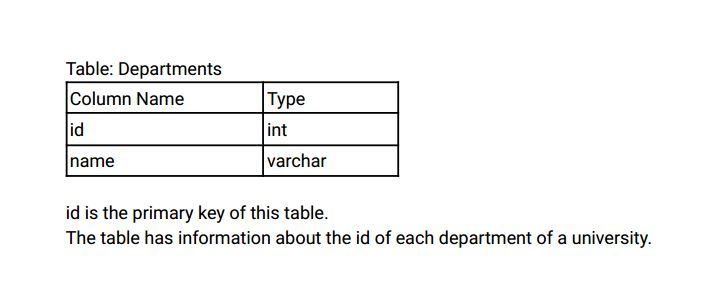 Table: Departments
Column Name Type
id int
name varchar
id is the primary key of this table.
The table has information about the id of each department of a university.